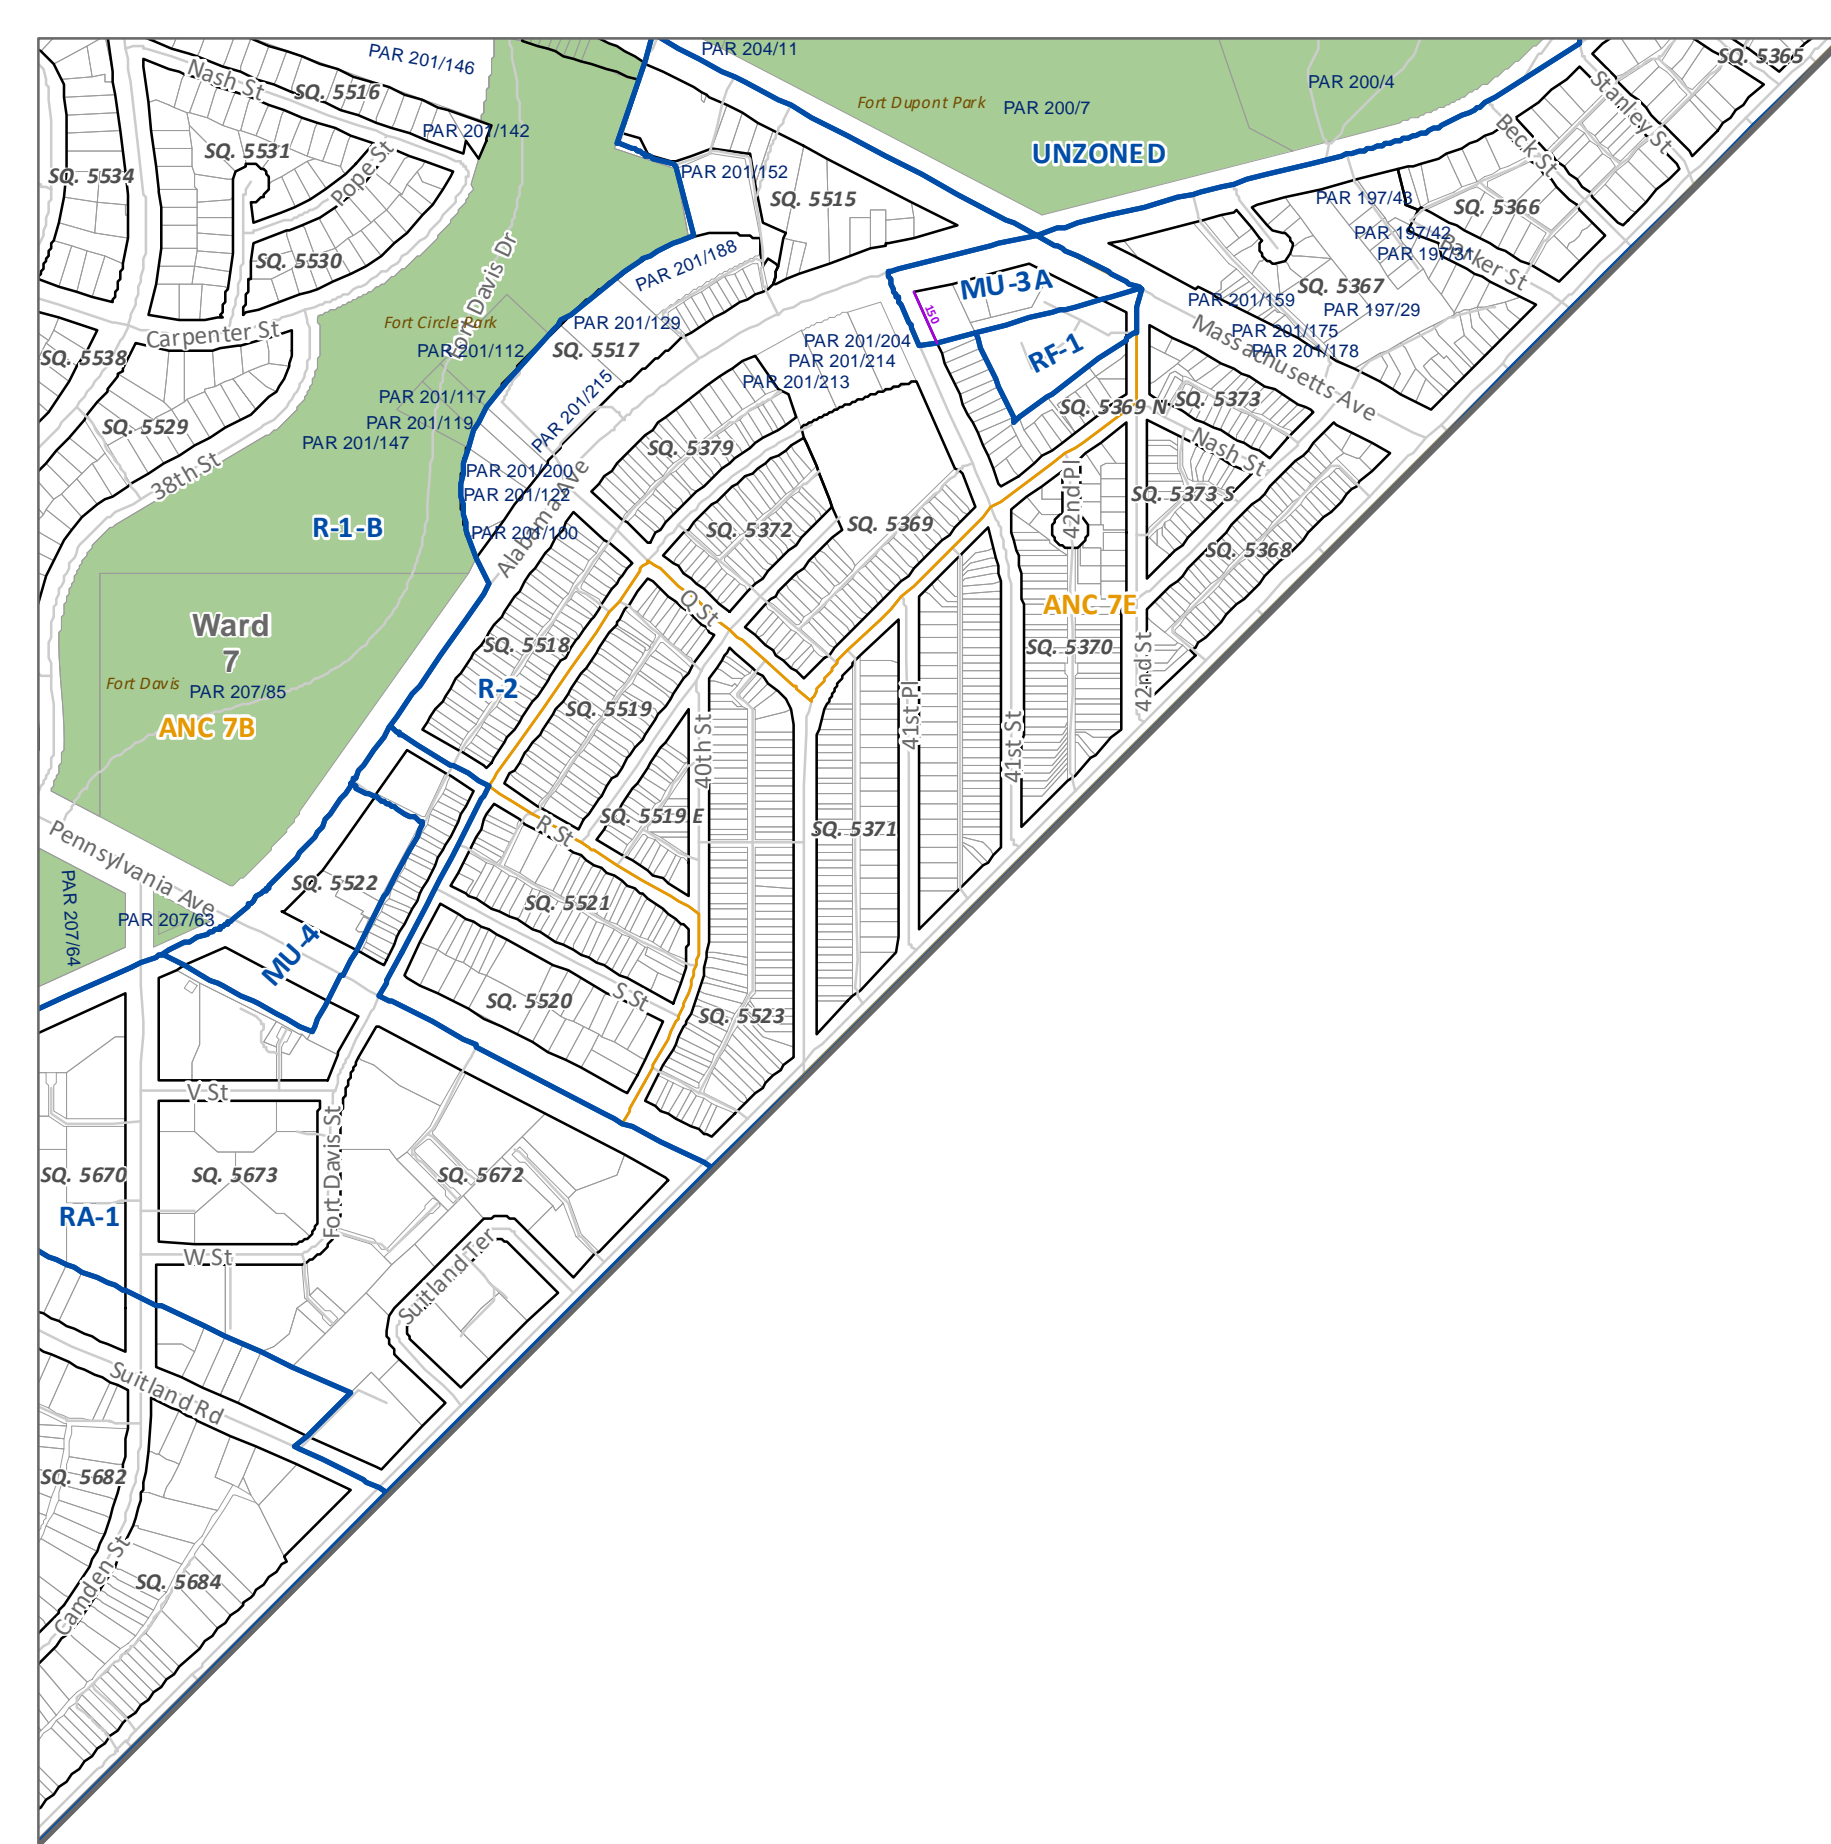 PAR 204/11
SQ. 5365
PAR 201/146
Nash St
SQ. 5516
PAR 200/4
Stanley St
Fort Dupont Park
PAR 200/7
PAR 201/142
Beck St
SQ. 5531
UNZONED
Pope St
SQ. 5534
PAR 201/152
SQ. 5515
PAR 197/43
SQ. 5366
PAR 197/42
PAR 197/31
Banker St
SQ. 5530
Fort Davis Dr
PAR 201/188
MU-3A
SQ. 5367
PAR 201/159
PAR 197/29
150
Fort Circle Park
PAR 201/129
Carpenter St
PAR 201/175
PAR 201/204
PAR 201/112
SQ. 5517
SQ. 5538
RF-1
PAR 201/178
PAR 201/214
Massachusetts Ave
PAR 201/213
PAR 201/117
PAR 201/215
SQ. 5369 N
SQ. 5373
PAR 201/119
SQ. 5529
PAR 201/147
SQ. 5379
Nash St
38th St
PAR 201/200
PAR 201/122
42nd Pl
SQ. 5373 S
R-1-B
PAR 201/100
Alabama Ave
SQ. 5372
SQ. 5369
SQ. 5368
ANC 7E
Q St
Ward
7
SQ. 5518
SQ. 5370
42nd St
Fort Davis
PAR 207/85
R-2
ANC 7B
SQ. 5519
41st Pl
40th St
41st St
SQ. 5519 E
R St
SQ. 5371
Pennsylvania Ave
SQ. 5522
SQ. 5521
PAR 207/64
PAR 207/63
MU-4
S St
SQ. 5520
SQ. 5523
V St
Fort Davis St
SQ. 5670
SQ. 5673
SQ. 5672
RA-1
W St
Suitland Ter
Suitland Rd
SQ. 5682
SQ. 5684
Camden St